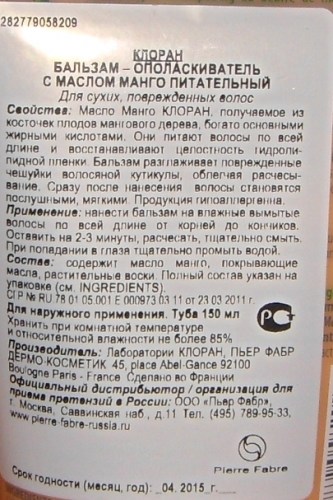 282779058209
КЛОРАН
БАЛЬЗАМ – ОПОЛАСКИВАТЕЛЬ
С МАСЛОМ МАНГО ПИТАТЕЛЬНЫЙ
Для сухих, поврежденных волос
Свойства: Масло Манго КЛОРАН, получаемое из
косточек плодов мангового дерева, богато основными
жирными кислотами. Они питают волосы по всей
длине и восстанавливают целостность гидроли-
пидной пленки. Бальзам разглаживает поврежденные
чешуйки волосяной кутикулы, облегчая расчесы-
вание. Сразу после нанесения волосы становятся
послушными, мягкими. Продукция гипоаллергенна.
Применение: нанести бальзам на влажные вымытые
волосы по всей длине от корней до кончиков.
Оставить на 2-3 минуты, расчесать, тщательно смыть.
При попадании в глаза тщательно промыть водой.
Состав: содержит масло манго, покрывающие
масла, растительные воски. Полный состав указан на
упаковке (см. INGREDIENTS).
СГР № RU 78 01 05 001 Е 000973 03 11 от 23 03 2011 г.
Для наружного применения. Туба 150 мл
Хранить при комнатной температуре
и относительной влажности не более 85%
Производитель: Лаборатории КЛОРАН, ПЬЕР ФАБР
ДЕРМО-КОСМЕТИК 45, place Abel-Gance 92100
Boulogne Paris - France Сделано во Франции
Официальный дистрибьютор / организация для
приема претензий в России: ООО «Пьер Фабр»,
г. Москва, Саввинская наб., д.11 Тел. (495) 789-95-33,
www.pierre-fabre-russia.ru
Pierre Fabre
Срок годности (месяц, год): 04. 2015 г.